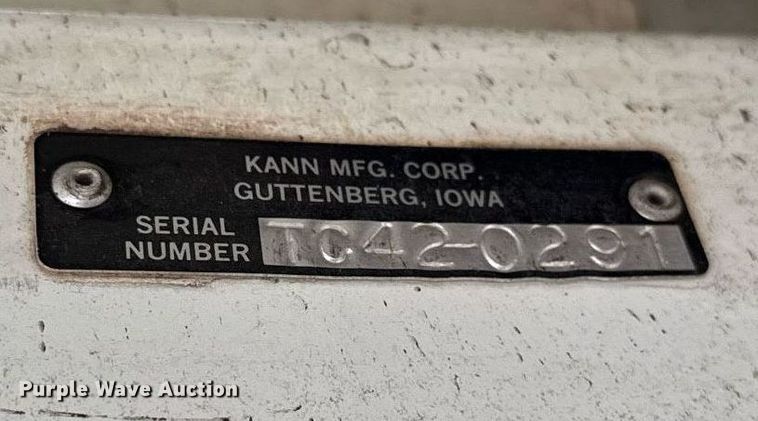 KANN MFG. CORP.
GUTTENBERG, IOWA
SERIAL
NUMBER TC42-0291
Purple Wave Auction